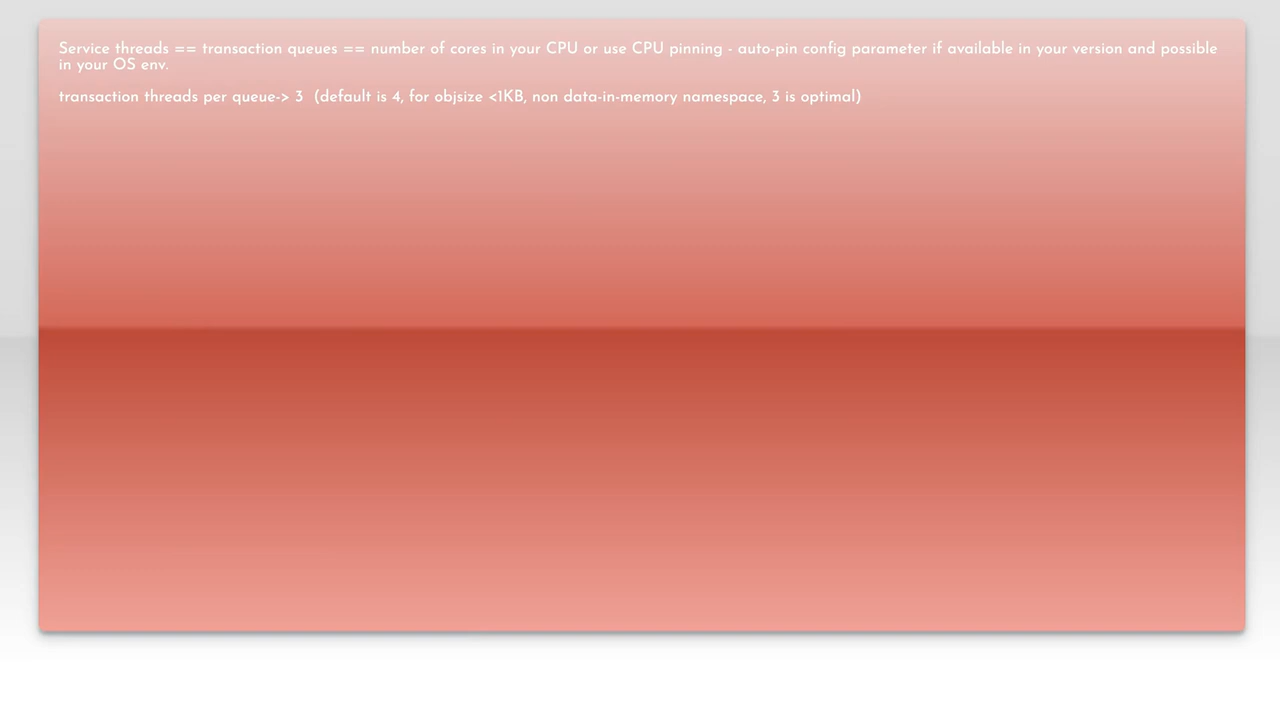 Service threads == transaction queues == number of cores in your CPU or use CPU pinning - auto-pin config parameter if available in your version and possible
in your OS env.
transaction threads per queue-> 3  (default is 4, for objsize <1KB, non data-in-memory namespace, 3 is optimal)